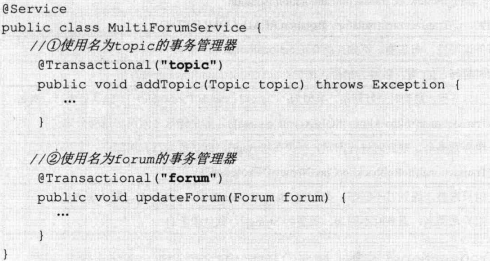 @Service
public class MultiForumService {
//①使用名为topic的事务管理器
@Transactional("topic")
public void addTopic(Topic topic) throws Exception {
…
}
//②使用名为forum的事务管理器
@Transactional("forum")
public void updateForum(Forum forum) {
…
}
}